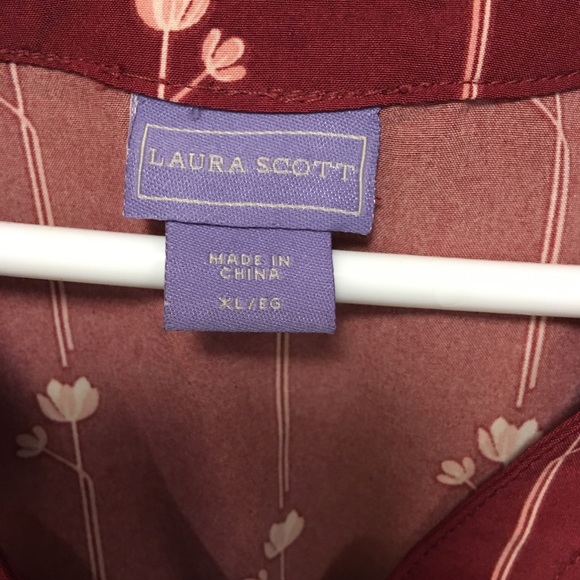 LAURA SCOTT
MADE IN
CHINA
XL/EG